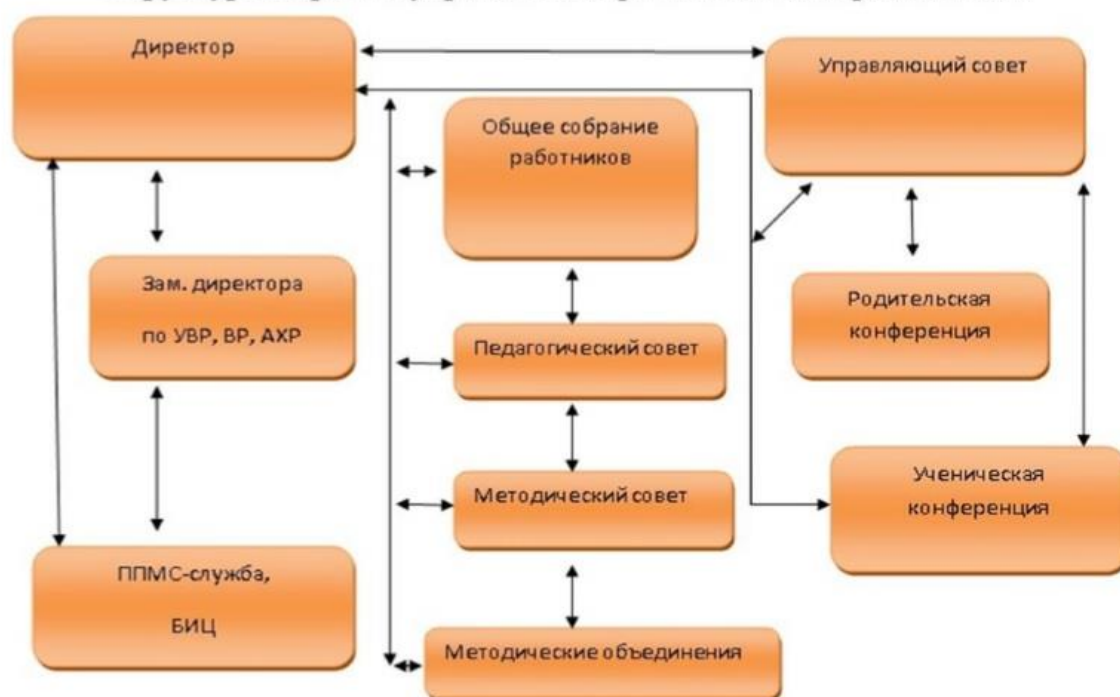 Директор
Управляющий совет
Общее собрание
работников
Зам. директора
по УВР, ВР, АХР
Родительская
конференция
Педагогический совет
Методический совет
Ученическая
конференция
ППМС-служба,
БИЦ
Методические объединения